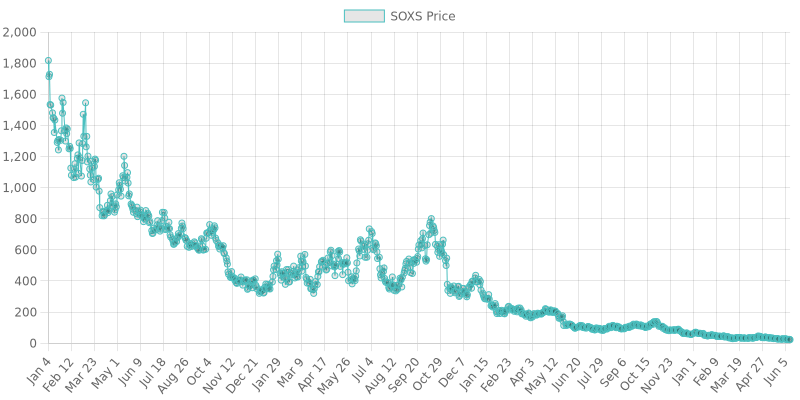 SOXS Price
2,000
1,800
1,600
1,400
1,200
1,000
800
600
400
200
0
Jan 4
Feb 12
Mar 23
May 1
Jun 9
Jul 18
Aug 26
Oct 4
Nov 12
Dec 21
Jan 29
Mar 9
Apr 17
May 26
Jul 4
Aug 12
Sep 20
Oct 29
Dec 7
Jan 15
Feb 23
Apr 3
May 12
Jun 20
Jul 29
Sep 6
Oct 15
Nov 23
Jan 1
Feb 9
Mar 19
Apr 27
Jun 5